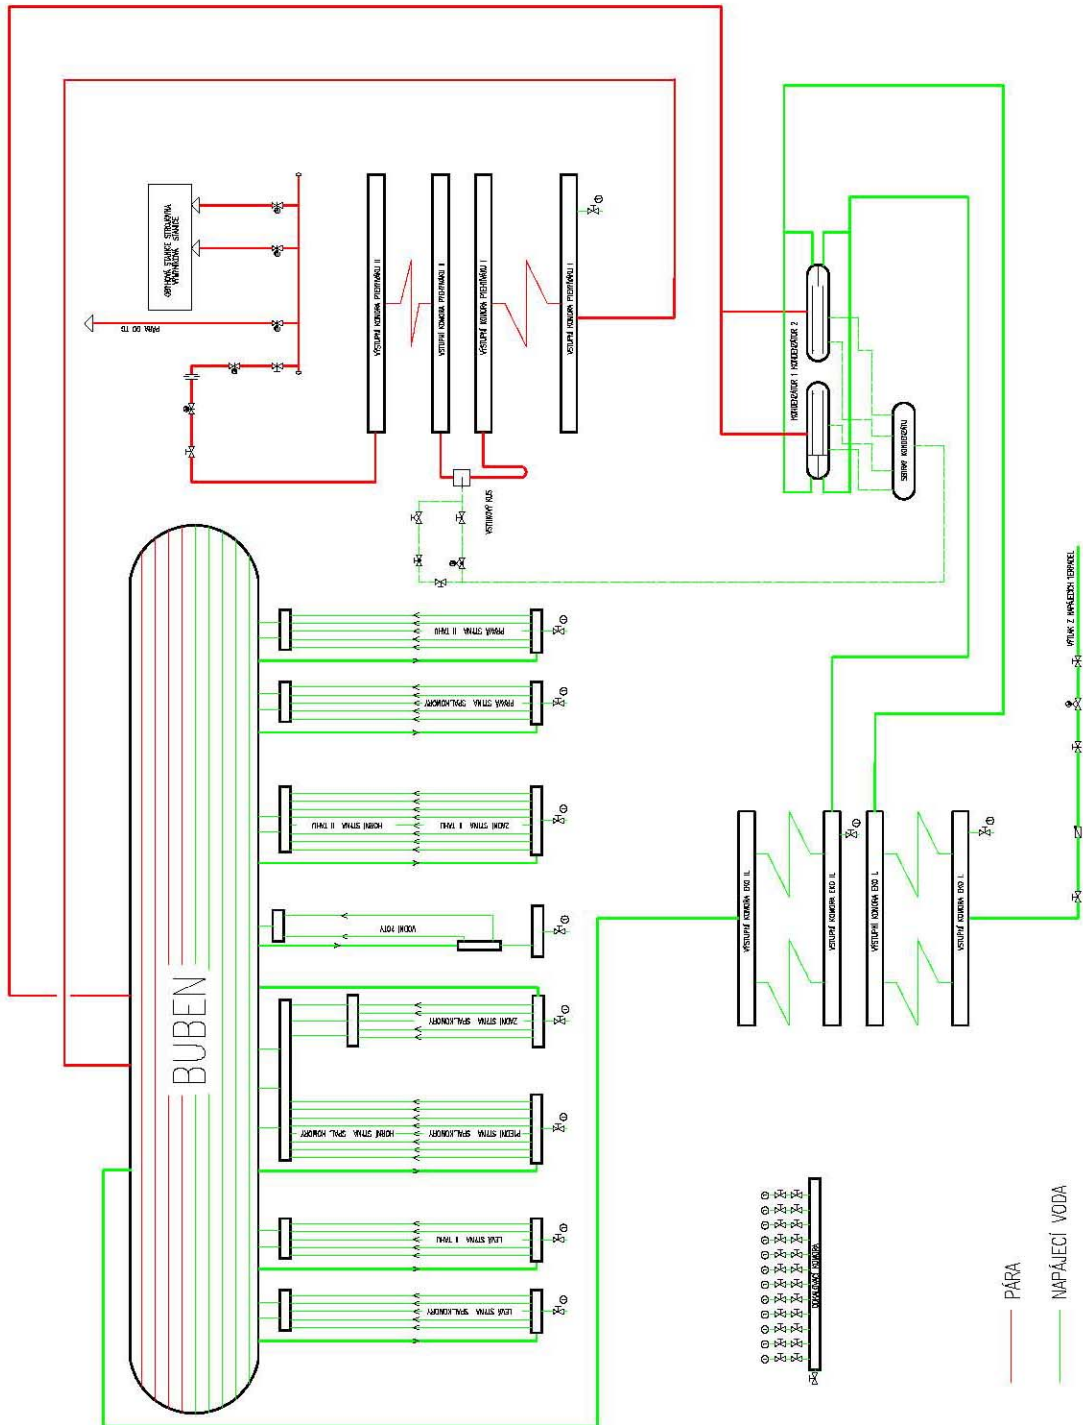 VÝSTUPNÍ KOMORA PŘEHŘÍVÁKU II
VSTUPNÍ KOMORA PŘEHŘÍVÁKU II
VÝSTUPNÍ KOMORA PŘEHŘÍVÁKU I
VSTUPNÍ KOMORA PŘEHŘÍVÁKU I
PÁRA DO TG
VSTŘIKOVÝ KUS
KONDENZÁTOR 1
KONDENZÁTOR 2
SBĚRAČ KONDENZÁTU
BUBEN
PRAVÁ STĚNA II TAHU
PRAVÁ STĚNA SPAL.KOMORY
HORNÍ STĚNA II TAHU
ZADNÍ STĚNA II TAHU
VODNÍ ROŠTY
ZADNÍ STĚNA SPAL.KOMORY
HORNÍ STĚNA SPAL. KOMORY
PŘEDNÍ STĚNA SPAL.KOMORY
LEVÁ STĚNA II TAHU
LEVÁ STĚNA SPAL.KOMORY
VÝSTUPNÍ KOMORA EKO II.
VSTUPNÍ KOMORA EKO II.
VÝSTUPNÍ KOMORA EKO I.
VSTUPNÍ KOMORA EKO I.
VÝTLAK Z NAPÁJECÍCH ČERPADEL
ODKALOVACÍ KOMORA
PÁRA
NAPÁJECÍ VODA